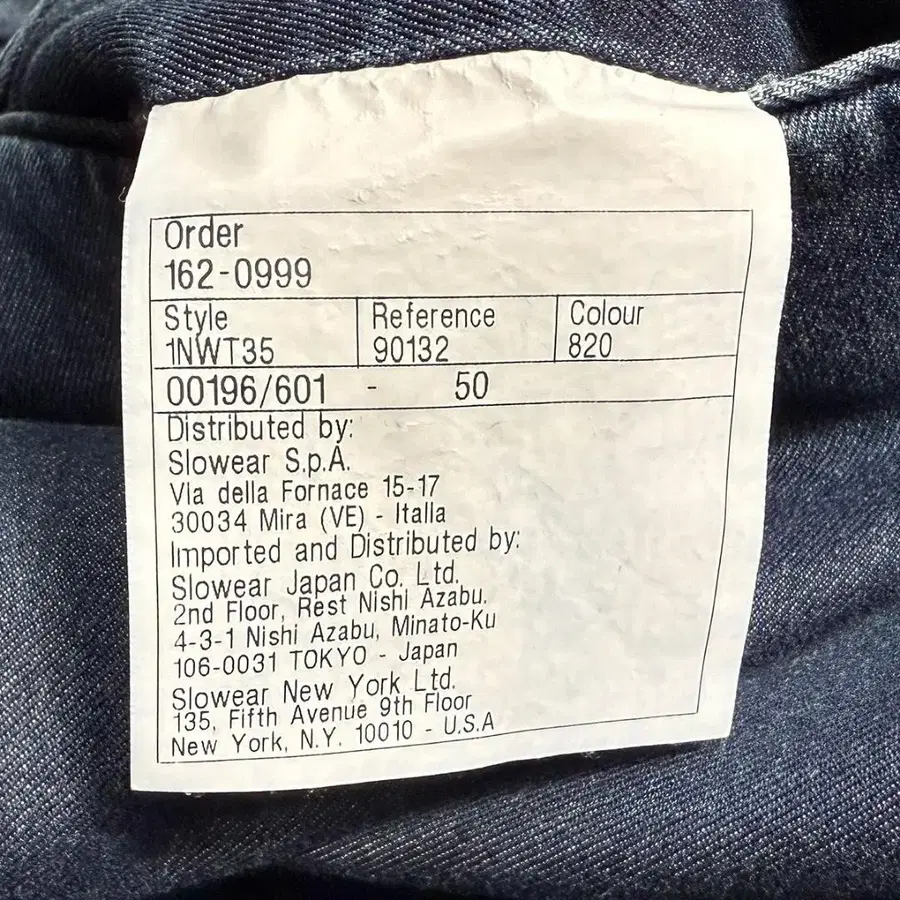 Order
162-0999
Style Reference Colour
1NWT35 90132 820
00196/601 - 50
Distributed by:
Slowear S.p.A.
Via della Fornace 15-17
30034 Mira (VE) - Italia
Imported and Distributed by:
Slowear Japan Co. Ltd.
2nd Floor, Rest Nishi Azabu.
4-3-1 Nishi Azabu, Minato-Ku
106-0031 TOKYO - Japan
Slowear New York Ltd.
135, Fifth Avenue 9th Floor
New York, N.Y. 10010 - U.S.A